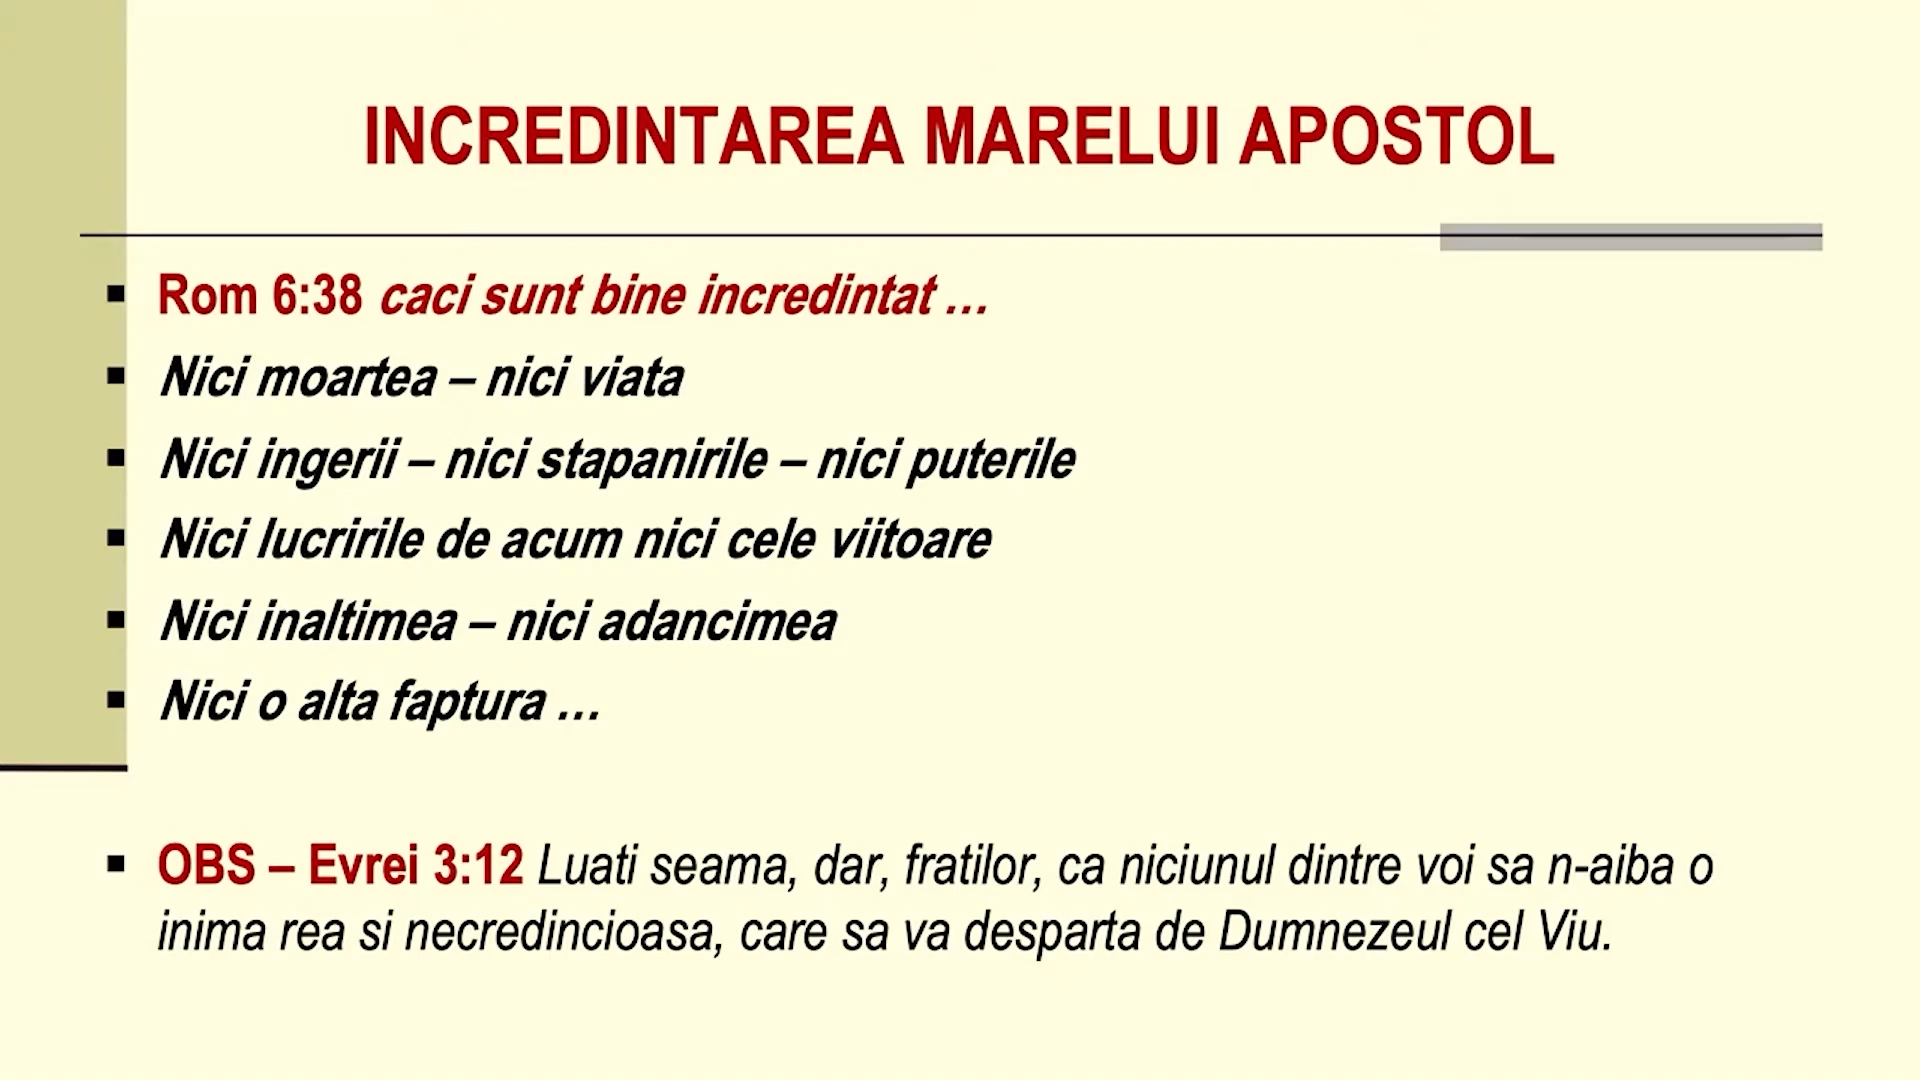 INCREDINTAREA MARELUI APOSTOL
▪ Rom 6:38 caci sunt bine incredintat …
▪ Nici moartea – nici viata
▪ Nici ingerii – nici stapanirile – nici puterile
▪ Nici lucririle de acum nici cele viitoare
▪ Nici inaltimea – nici adancimea
▪ Nici o alta faptura …
▪ OBS – Evrei 3:12 Luati seama, dar, fratilor, ca niciunul dintre voi sa n-aiba o
inima rea si necredincioasa, care sa va desparta de Dumnezeul cel Viu.